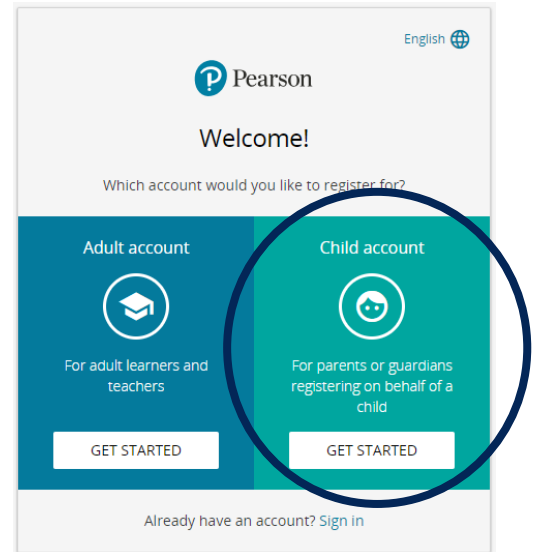 English
Pearson
Welcome!
Which account would you like to register for?
Adult account
For adult learners and
teachers
GET STARTED
Child account
For parents or guardians
registering on behalf of a
child
GET STARTED
Already have an account? Sign in